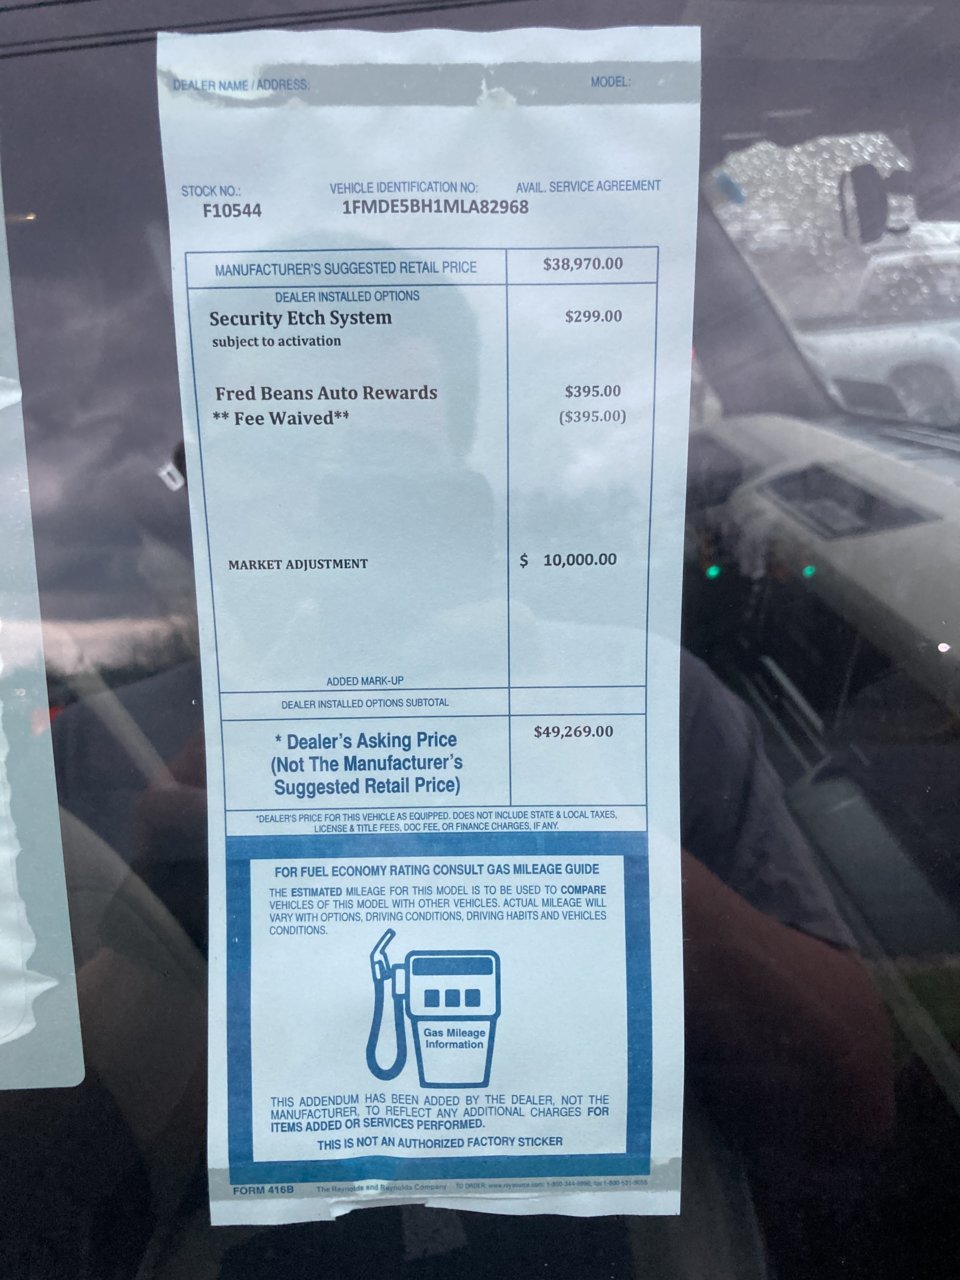 DEALER NAME / ADDRESS: MODEL:
STOCK NO.: VEHICLE IDENTIFICATION NO: AVAIL. SERVICE AGREEMENT
F10544 1FMDE5BH1MLA82968
MANUFACTURER'S SUGGESTED RETAIL PRICE $38,970.00
DEALER INSTALLED OPTIONS
Security Etch System $299.00
subject to activation
Fred Beans Auto Rewards $395.00
** Fee Waived** ($395.00)
MARKET ADJUSTMENT $ 10,000.00
ADDED MARK-UP
DEALER INSTALLED OPTIONS SUBTOTAL
* Dealer's Asking Price $49,269.00
(Not The Manufacturer's
Suggested Retail Price)
*DEALER'S PRICE FOR THIS VEHICLE AS EQUIPPED. DOES NOT INCLUDE STATE & LOCAL TAXES,
LICENSE & TITLE FEES, DOC FEE, OR FINANCE CHARGES, IF ANY.
FOR FUEL ECONOMY RATING CONSULT GAS MILEAGE GUIDE
THE ESTIMATED MILEAGE FOR THIS MODEL IS TO BE USED TO COMPARE
VEHICLES OF THIS MODEL WITH OTHER VEHICLES. ACTUAL MILEAGE WILL
VARY WITH OPTIONS, DRIVING CONDITIONS, DRIVING HABITS AND VEHICLES
CONDITIONS.
Gas Mileage
Information
THIS ADDENDUM HAS BEEN ADDED BY THE DEALER, NOT THE
MANUFACTURER, TO REFLECT ANY ADDITIONAL CHARGES FOR
ITEMS ADDED OR SERVICES PERFORMED.
THIS IS NOT AN AUTHORIZED FACTORY STICKER
FORM 416B The Reynolds and Reynolds Company TO ORDER: